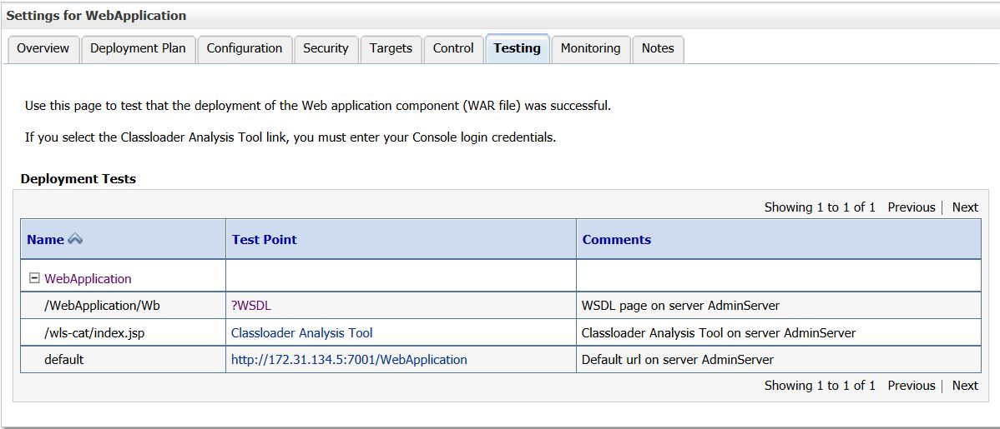 Settings for WebApplication
Overview Deployment Plan Configuration Security Targets Control Testing Monitoring Notes
Use this page to test that the deployment of the Web application component (WAR file) was successful.
If you select the Classloader Analysis Tool link, you must enter your Console login credentials.
Deployment Tests
Showing 1 to 1 of 1 Previous | Next
Name Test Point Comments
WebApplication
/WebApplication/Wb ?WSDL WSDL page on server AdminServer
/wls-cat/index.jsp Classloader Analysis Tool Classloader Analysis Tool on server AdminServer
default http://172.31.134.5:7001/WebApplication Default url on server AdminServer
Showing 1 to 1 of 1 Previous | Next